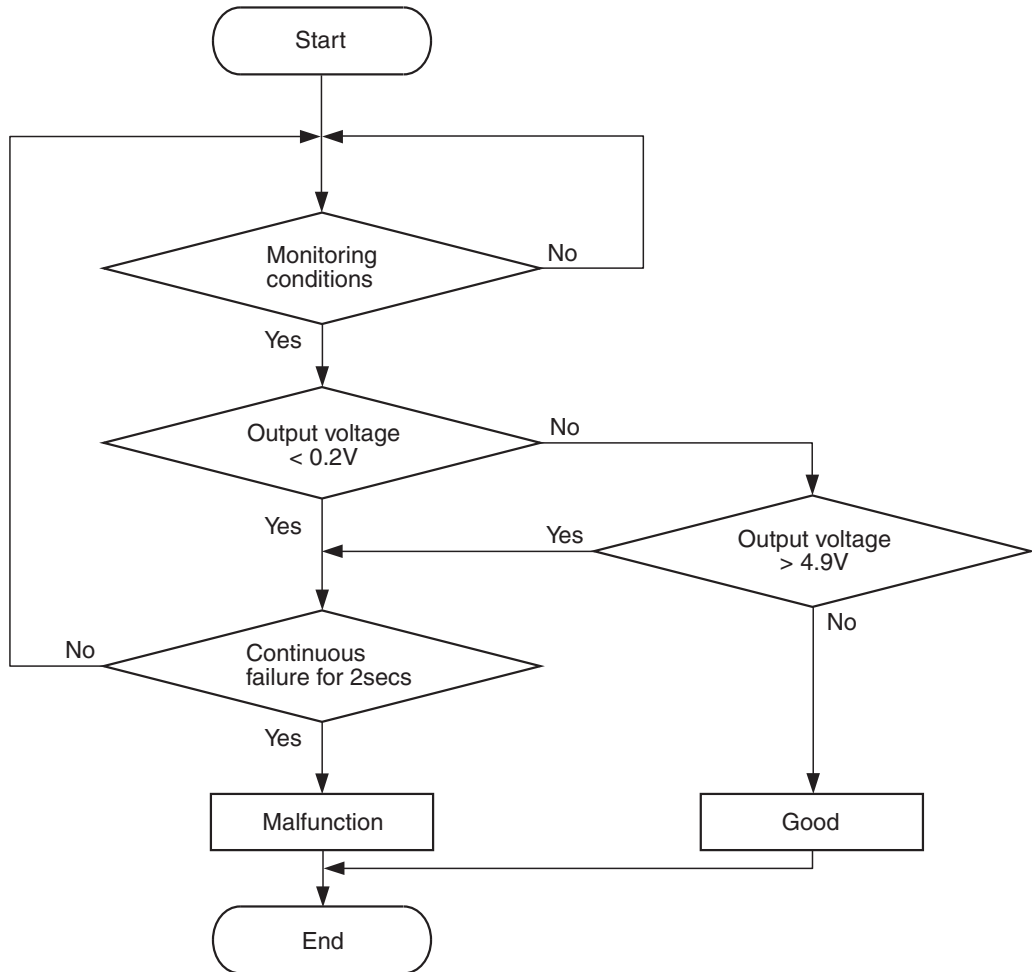 Start
Monitoring
conditions
No
Yes
Output voltage
< 0.2V
No
Yes
Yes
Output voltage
> 4.9V
No
No
Continuous
failure for 2secs
Yes
Malfunction
Good
End